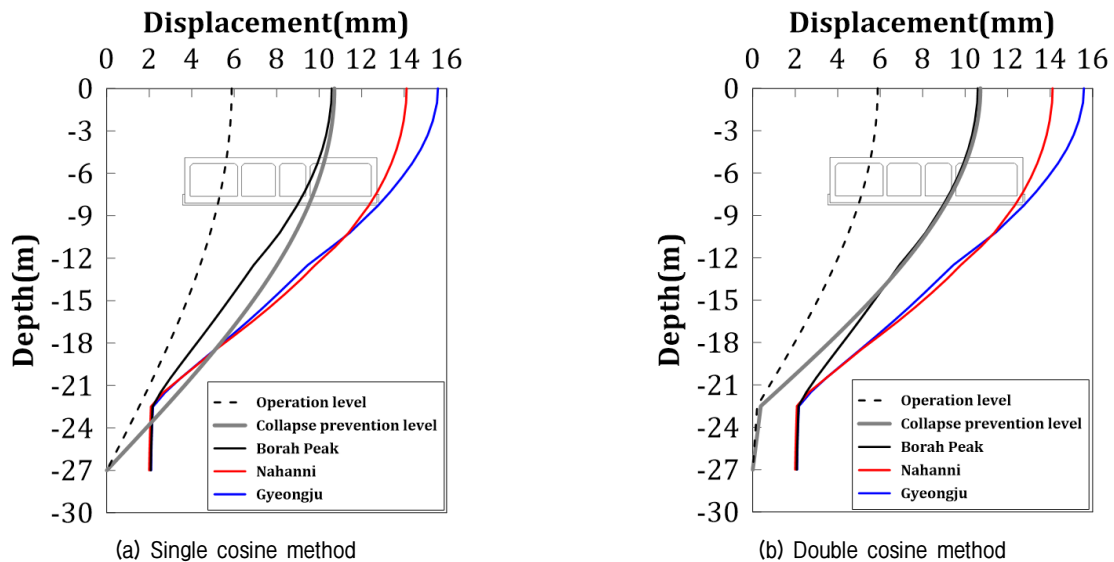 Displacement(mm)
0 2 4 6 8 10 12 14 16
0
-3
-6
-9
-12
-15
-18
-21
-24
-27
-30
Depth(m)
Operation level
Collapse prevention level
Borah Peak
Nahanni
Gyeongju
(a) Single cosine method
Displacement(mm)
0 2 4 6 8 10 12 14 16
0
-3
-6
-9
-12
-15
-18
-21
-24
-27
-30
Depth(m)
Operation level
Collapse prevention level
Borah Peak
Nahanni
Gyeongju
(b) Double cosine method